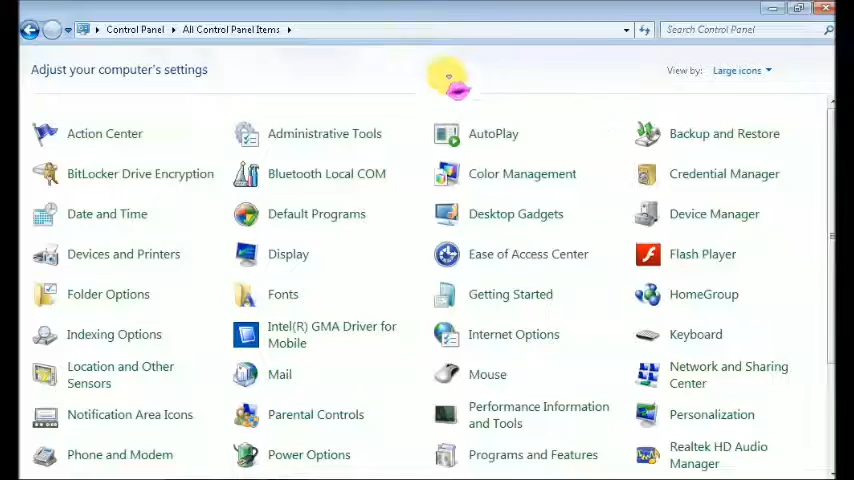 Control Panel
All Control Panel Items
Search Control Panel
Adjust your computer's settings
View by:
Large icons
Action Center
Administrative Tools
AutoPlay
Backup and Restore
BitLocker Drive Encryption
Bluetooth Local COM
Color Management
Credential Manager
Date and Time
Default Programs
Desktop Gadgets
Device Manager
Devices and Printers
Display
Ease of Access Center
Flash Player
Folder Options
Fonts
Getting Started
HomeGroup
Indexing Options
Intel(R) GMA Driver for
Mobile
Internet Options
Keyboard
Location and Other
Sensors
Mail
Mouse
Network and Sharing
Center
Notification Area Icons
Parental Controls
Performance Information
and Tools
Personalization
Phone and Modem
Power Options
Programs and Features
Realtek HD Audio
Manager